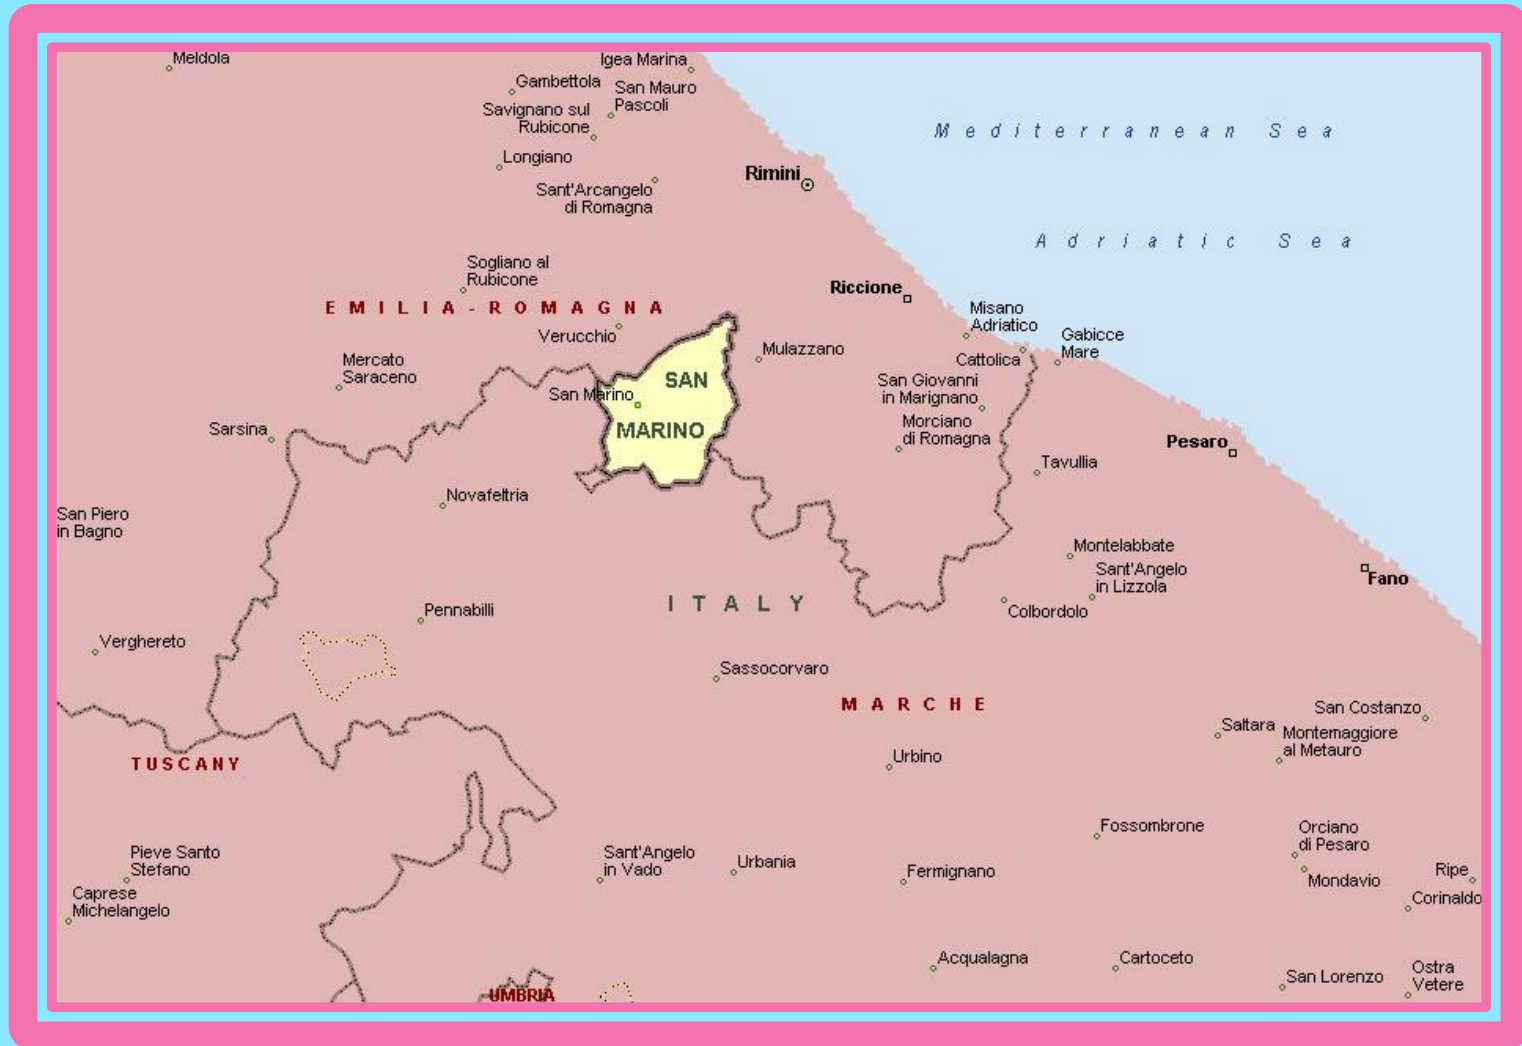 Meldola
Igea Marina
Gambettola
San Mauro
Pascoli
Savignano sul
Rubicone
Mediterranean Sea
Longiano
Rimini
Sant'Arcangelo
di Romagna
Adriatic Sea
Sogliano al
Rubicone
Riccione
EMILIA-ROMAGNA
Misano
Adriatico
Verucchio
Gabicce
Mare
Mulazzano
Cattolica
Mercato
Saraceno
SAN
San Giovanni
in Marignano
San Marino
Morciano
di Romagna
Sarsina
MARINO
Pesaro
Tavullia
Novafeltria
San Piero
in Bagno
Montelabbate
Sant'Angelo
in Lizzola
Fano
ITALY
Pennabilli
Colbordolo
Verghereto
Sassocorvaro
MARCHE
San Costanzo
Saltara
Montemaggiore
al Metauro
TUSCANY
Urbino
Fossombrone
Orciano
di Pesaro
Pieve Santo
Stefano
Sant'Angelo
in Vado
Urbania
Fermignano
Ripe
Mondavio
Caprese
Michelangelo
Corinaldo
Acqualagna
Cartoceto
San Lorenzo
Ostra
Vetere
UMBRIA